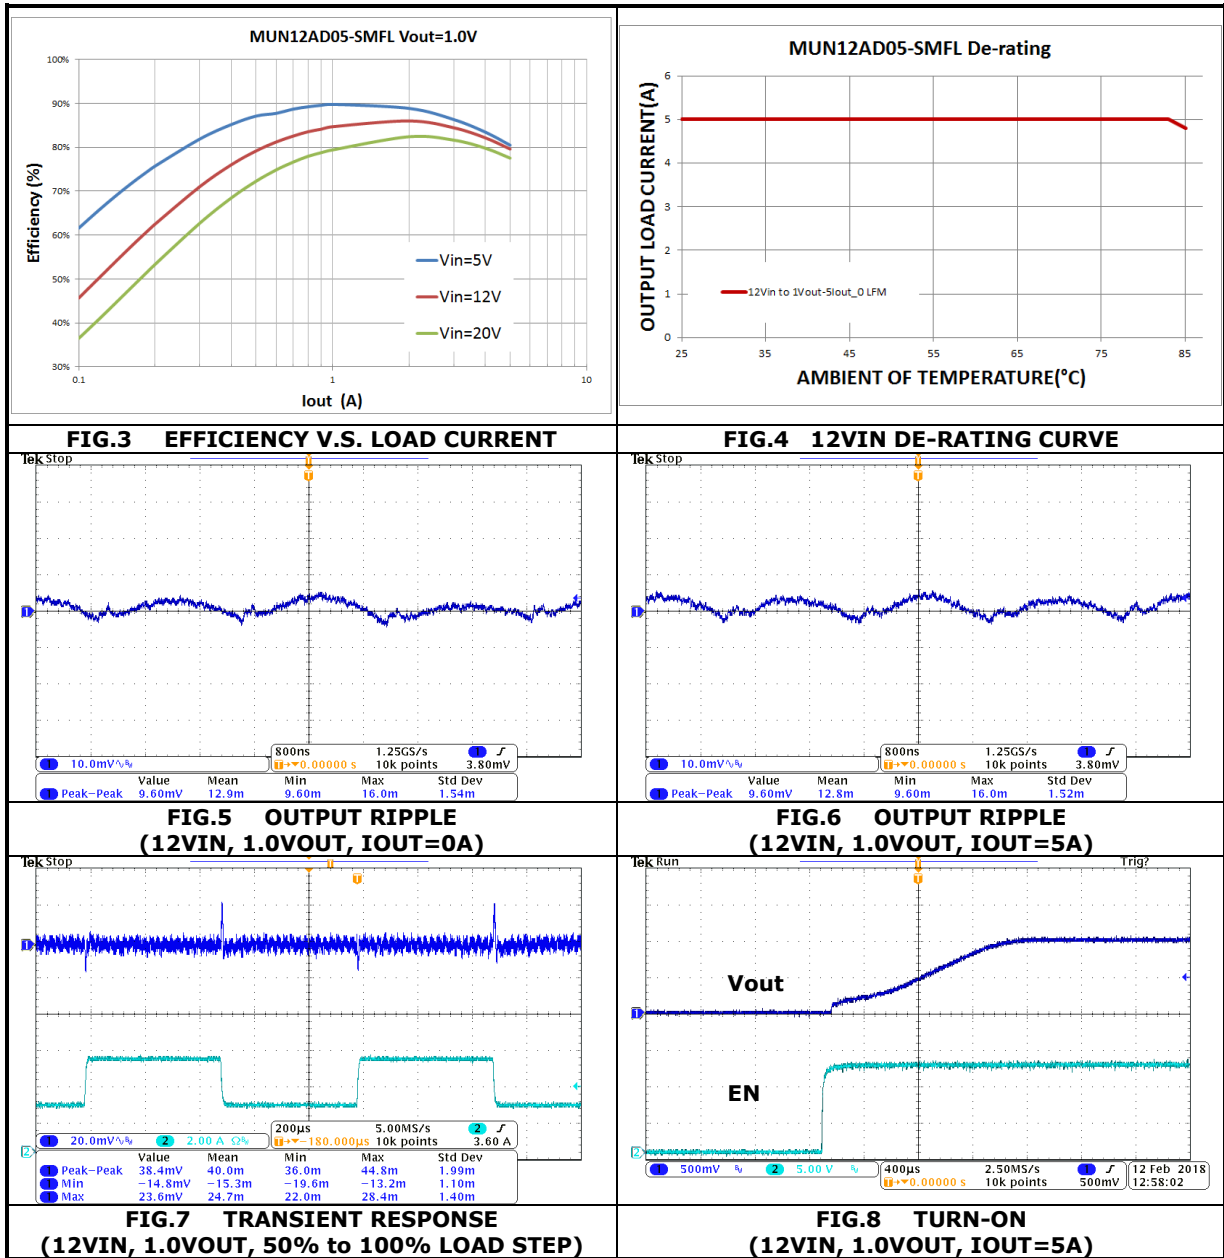 MUN12AD05-SMFL Vout=1.0V
100%
90%
80%
70%
60%
50%
40%
30%
Efficiency (%)
Vin=5V
Vin=12V
Vin=20V
0.1 1 10
Iout (A)
FIG.3 EFFICIENCY V.S. LOAD CURRENT
MUN12AD05-SMFL De-rating
6
5
4
3
2
1
0
OUTPUT LOAD CURRENT(A)
12Vin to 1Vout-5Iout_0 LFM
25 35 45 55 65 75 85
AMBIENT OF TEMPERATURE(°C)
FIG.4 12VIN DE-RATING CURVE
Tek Stop
T
T
1
1 10.0mV
800ns 1.25GS/s 1
T 0.00000 s 10k points 3.80mV
Value Mean Min Max Std Dev
1 Peak-Peak 9.60mV 12.9m 9.60m 16.0m 1.54m
FIG.5 OUTPUT RIPPLE
(12VIN, 1.0VOUT, IOUT=0A)
Tek Stop
T
T
1
1 10.0mV
800ns 1.25GS/s 1
T 0.00000 s 10k points 3.80mV
Value Mean Min Max Std Dev
1 Peak-Peak 9.60mV 12.8m 9.60m 16.0m 1.52m
FIG.6 OUTPUT RIPPLE
(12VIN, 1.0VOUT, IOUT=5A)
Tek Stop
T
T
1
2
1 20.0mV 2 2.00 A Ω
200µs 5.00MS/s 2
T -180.000µs 10k points 3.60 A
Value Mean Min Max Std Dev
1 Peak-Peak 38.4mV 40.0m 36.0m 44.8m 1.99m
1 Min -14.8mV -15.3m -19.6m -13.2m 1.10m
1 Max 23.6mV 24.7m 22.0m 28.4m 1.40m
FIG.7 TRANSIENT RESPONSE
(12VIN, 1.0VOUT, 50% to 100% LOAD STEP)
Tek Run Trig?
T
T
Vout
1
EN
2
1 500mV 2 5.00 V
400µs 2.50MS/s 1
T 0.00000 s 10k points 500mV
12 Feb 2018
12:58:02
FIG.8 TURN-ON
(12VIN, 1.0VOUT, IOUT=5A)